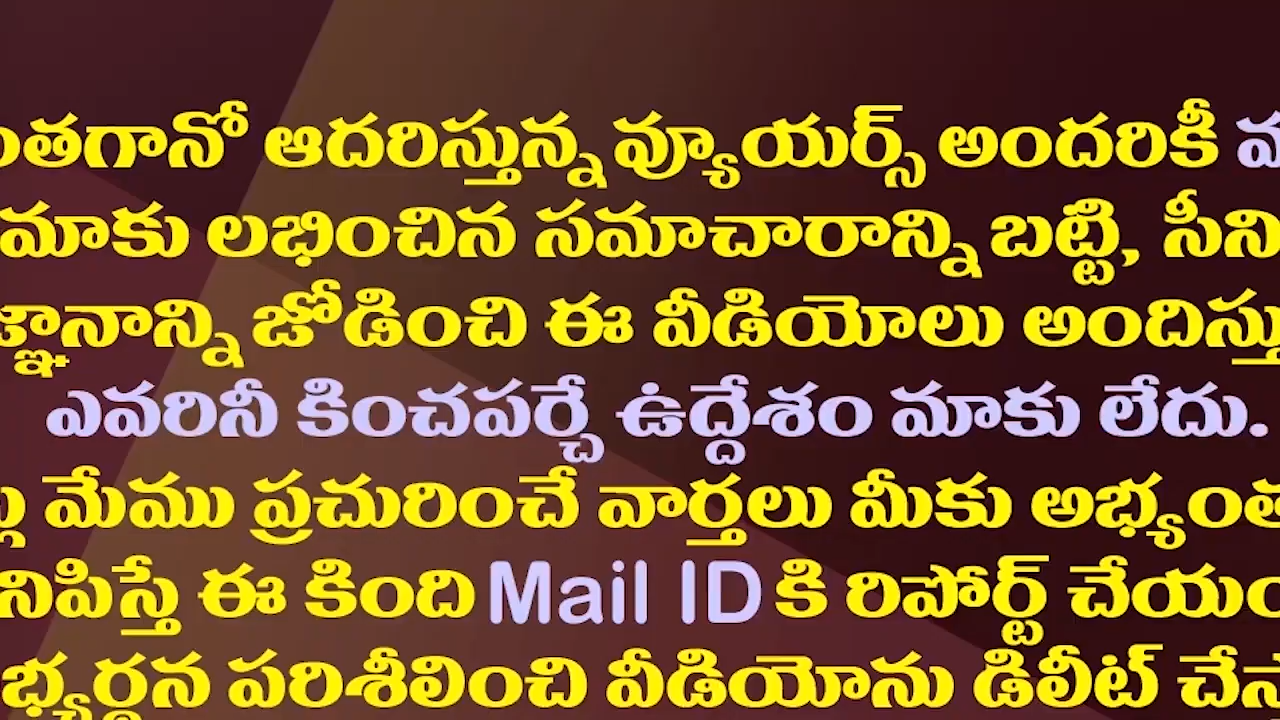 ంతగానో ఆదరిస్తున్న వ్యూయర్స్ అందరికీ
మాకు లభించిన సమాచారాన్ని బట్టి, సీని
జ్ఞానాన్ని జోడించి ఈ వీడియోలు అందిస్తు
ఎవరినీ కించపర్చే ఉద్దేశం మాకు లేదు.
మేము ప్రచురించే వార్తలు మీకు అభ్యంత
నిపిస్తే ఈ కింది Mail ID కి రిపోర్ట్ చేయం
భ్యర్థన పరిశీలించి వీడియోను డిలీట్ చేస